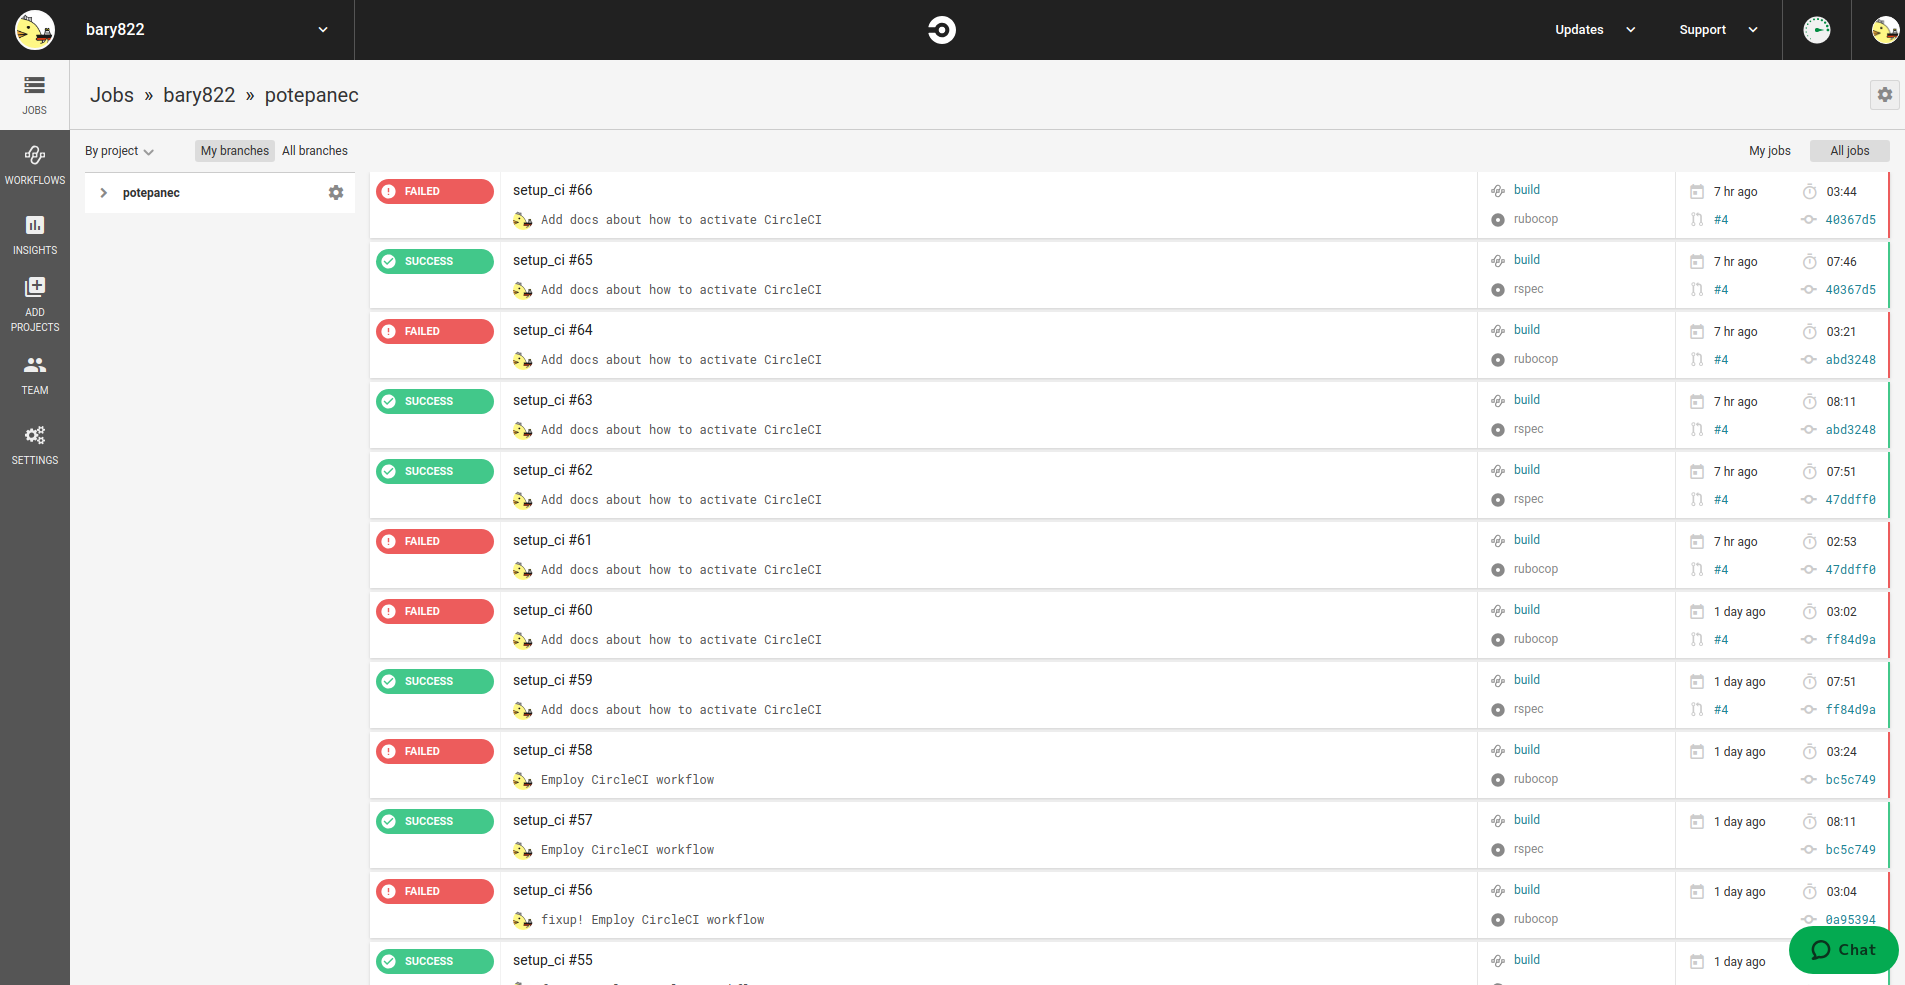 bary822
Updates
Support
JOBS
WORKFLOWS
INSIGHTS
ADD
PROJECTS
TEAM
SETTINGS
Jobs » bary822 » potepanec
By project
My branches
All branches
My jobs
All jobs
potepanec
FAILED setup_ci #66 build 7 hr ago 03:44
Add docs about how to activate CircleCI rubocop #4 40367d5
SUCCESS setup_ci #65 build 7 hr ago 07:46
Add docs about how to activate CircleCI rspec #4 40367d5
FAILED setup_ci #64 build 7 hr ago 03:21
Add docs about how to activate CircleCI rubocop #4 abd3248
SUCCESS setup_ci #63 build 7 hr ago 08:11
Add docs about how to activate CircleCI rspec #4 abd3248
SUCCESS setup_ci #62 build 7 hr ago 07:51
Add docs about how to activate CircleCI rspec #4 47ddff0
FAILED setup_ci #61 build 7 hr ago 02:53
Add docs about how to activate CircleCI rubocop #4 47ddff0
FAILED setup_ci #60 build 1 day ago 03:02
Add docs about how to activate CircleCI rubocop #4 ff84d9a
SUCCESS setup_ci #59 build 1 day ago 07:51
Add docs about how to activate CircleCI rspec #4 ff84d9a
FAILED setup_ci #58 build 1 day ago 03:24
Employ CircleCI workflow rubocop bc5c749
SUCCESS setup_ci #57 build 1 day ago 08:11
Employ CircleCI workflow rspec bc5c749
FAILED setup_ci #56 build 1 day ago 03:04
fixup! Employ CircleCI workflow rubocop 0a95394
SUCCESS setup_ci #55 build 1 day ago
Chat